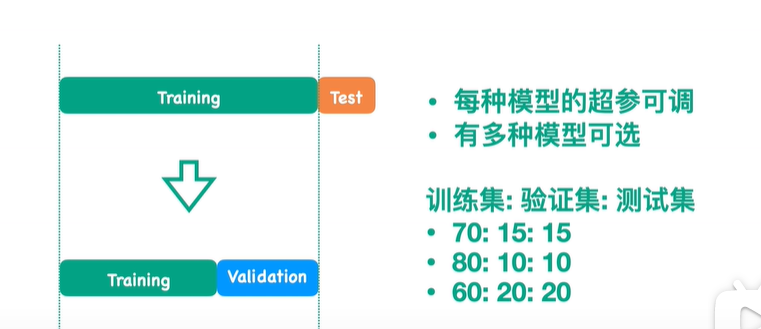 Training
Test
Training
Validation
• 每种模型的超参可调
• 有多种模型可选
训练集: 验证集: 测试集
• 70: 15: 15
• 80: 10: 10
• 60: 20: 20